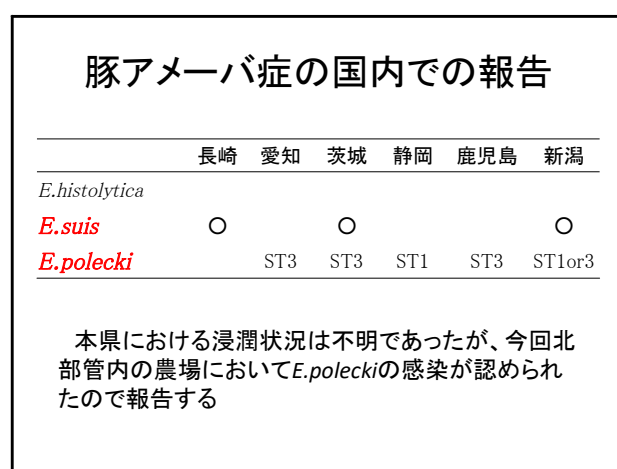 豚アメーバ症の国内での報告
長崎 愛知 茨城 静岡 鹿児島 新潟
E.histolytica
E.suis ○ ○ ○
E.polecki ST3 ST3 ST1 ST3 ST1or3
本県における浸潤状況は不明であったが、今回北
部管内の農場においてE.poleckiの感染が認められ
たので報告する